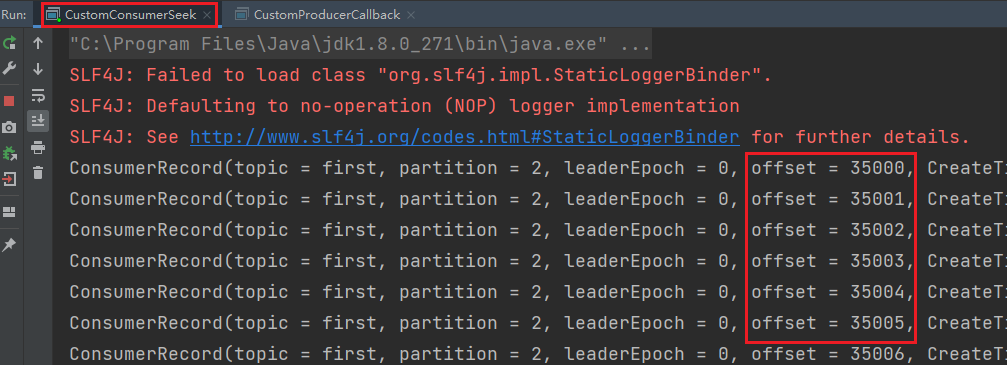 Run: CustomConsumerSeek CustomProducerCallback
"C:\Program Files\Java\jdk1.8.0_271\bin\java.exe" ...
SLF4J: Failed to load class "org.slf4j.impl.StaticLoggerBinder".
SLF4J: Defaulting to no-operation (NOP) logger implementation
SLF4J: See http://www.slf4j.org/codes.html#StaticLoggerBinder for further details.
ConsumerRecord(topic = first, partition = 2, leaderEpoch = 0, offset = 35000, CreateTi
ConsumerRecord(topic = first, partition = 2, leaderEpoch = 0, offset = 35001, CreateTi
ConsumerRecord(topic = first, partition = 2, leaderEpoch = 0, offset = 35002, CreateTi
ConsumerRecord(topic = first, partition = 2, leaderEpoch = 0, offset = 35003, CreateTi
ConsumerRecord(topic = first, partition = 2, leaderEpoch = 0, offset = 35004, CreateTi
ConsumerRecord(topic = first, partition = 2, leaderEpoch = 0, offset = 35005, CreateTi
ConsumerRecord(topic = first, partition = 2, leaderEpoch = 0, offset = 35006, CreateTi